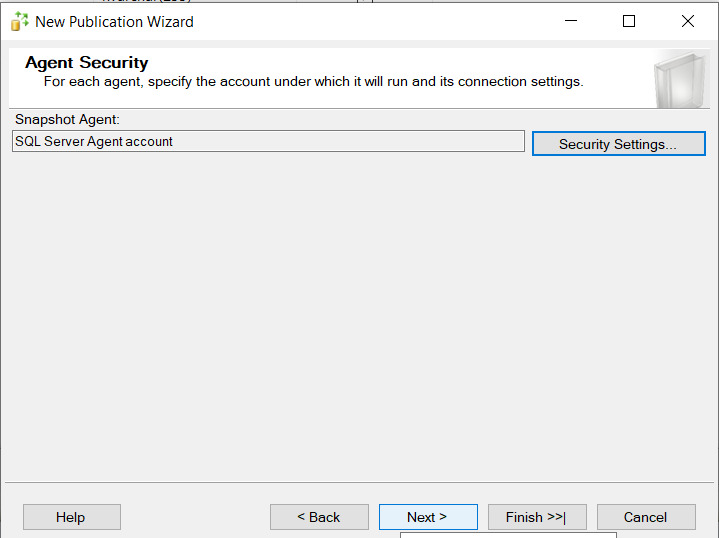 New Publication Wizard
Agent Security
For each agent, specify the account under which it will run and its connection settings.
Snapshot Agent:
SQL Server Agent account
Security Settings...
Help
< Back
Next >
Finish >>|
Cancel